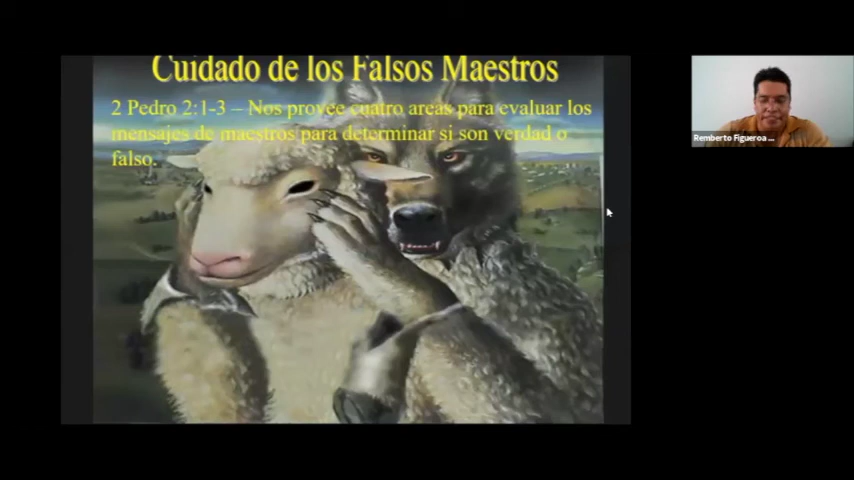 Cuidado de los Falsos Maestros
2 Pedro 2:1-3 – Nos provee cuatro areas para evaluar los
mensajes de maestros para determinar si son verdad o
falso.
Remberto Figueroa ...